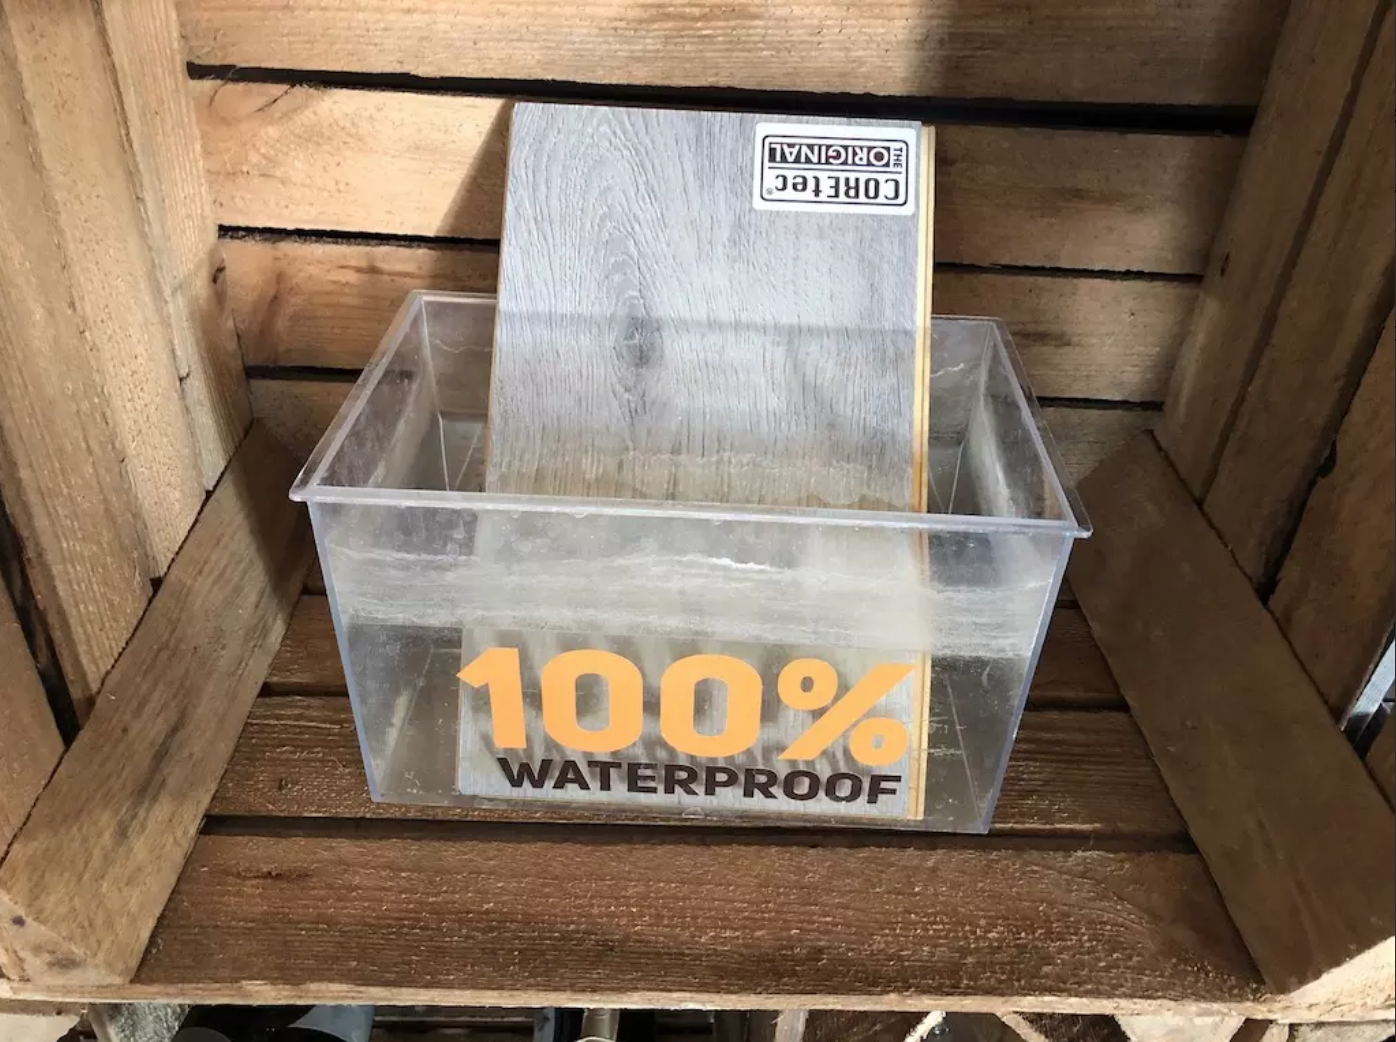 COREtec®
THE ORIGINAL
100%
WATERPROOF